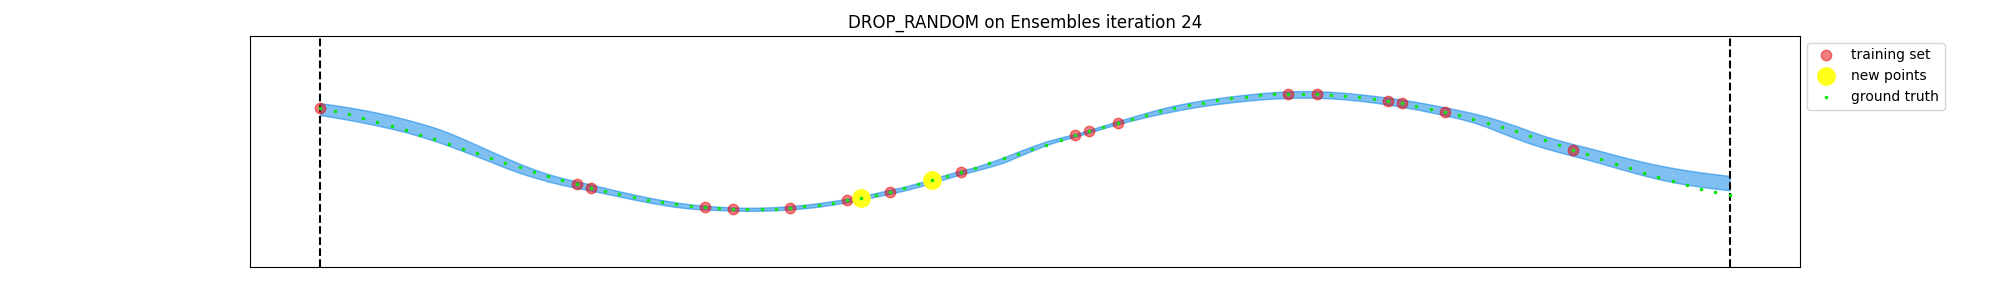 DROP_RANDOM on Ensembles iteration 24
training set
new points
ground truth